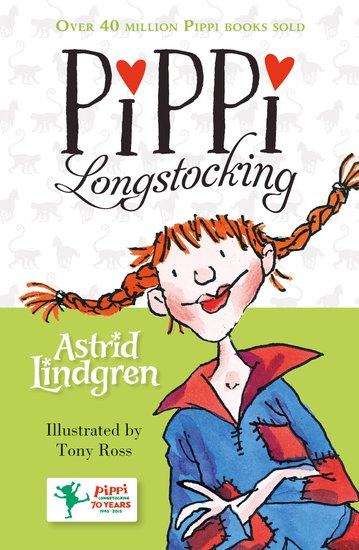 OVER 40 MILLION PIPPI BOOKS SOLD
PiPPi
Longstocking
Astrid
Lindgren
Illustrated by
Tony Ross
PiPPi
LONGSTOCKING
70 YEARS
1945-2015